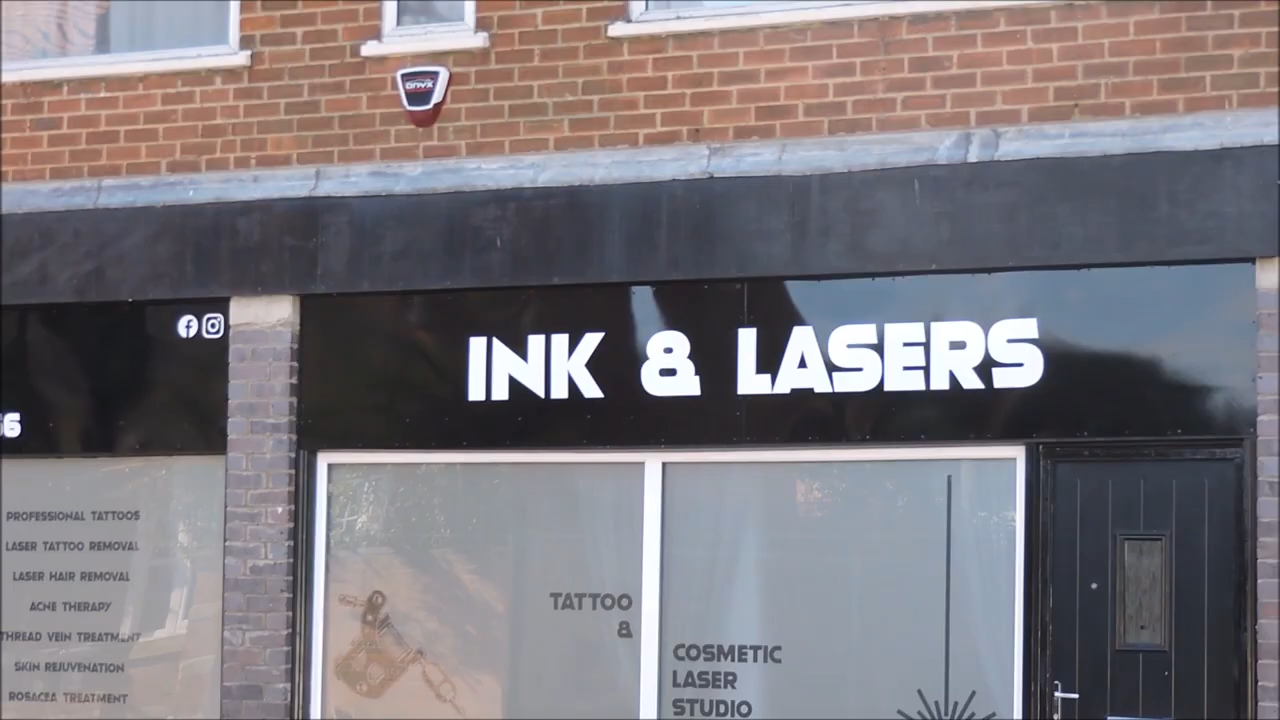 ONYX
INK & LASERS
PROFESSIONAL TATTOOS
LASER TATTOO REMOVAL
LASER HAIR REMOVAL
ACNE THERAPY
THREAD VEIN TREATMENT
SKIN REJUVENATION
ROSACEA TREATMENT
TATTOO
&
COSMETIC
LASER
STUDIO